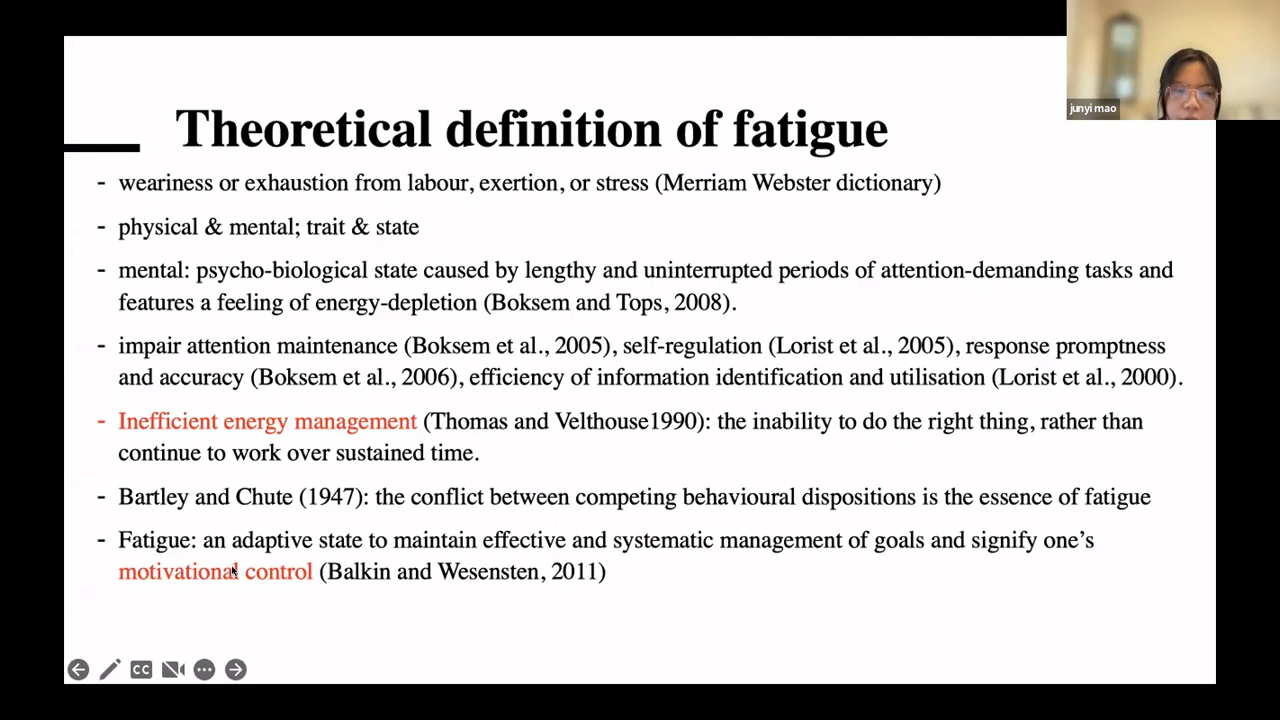 junyi mao
Theoretical definition of fatigue
- weariness or exhaustion from labour, exertion, or stress (Merriam Webster dictionary)
- physical & mental; trait & state
- mental: psycho-biological state caused by lengthy and uninterrupted periods of attention-demanding tasks and
features a feeling of energy-depletion (Boksem and Tops, 2008).
- impair attention maintenance (Boksem et al., 2005), self-regulation (Lorist et al., 2005), response promptness
and accuracy (Boksem et al., 2006), efficiency of information identification and utilisation (Lorist et al., 2000).
- Inefficient energy management (Thomas and Velthouse1990): the inability to do the right thing, rather than
continue to work over sustained time.
- Bartley and Chute (1947): the conflict between competing behavioural dispositions is the essence of fatigue
- Fatigue: an adaptive state to maintain effective and systematic management of goals and signify one’s
motivational control (Balkin and Wesensten, 2011)
CC